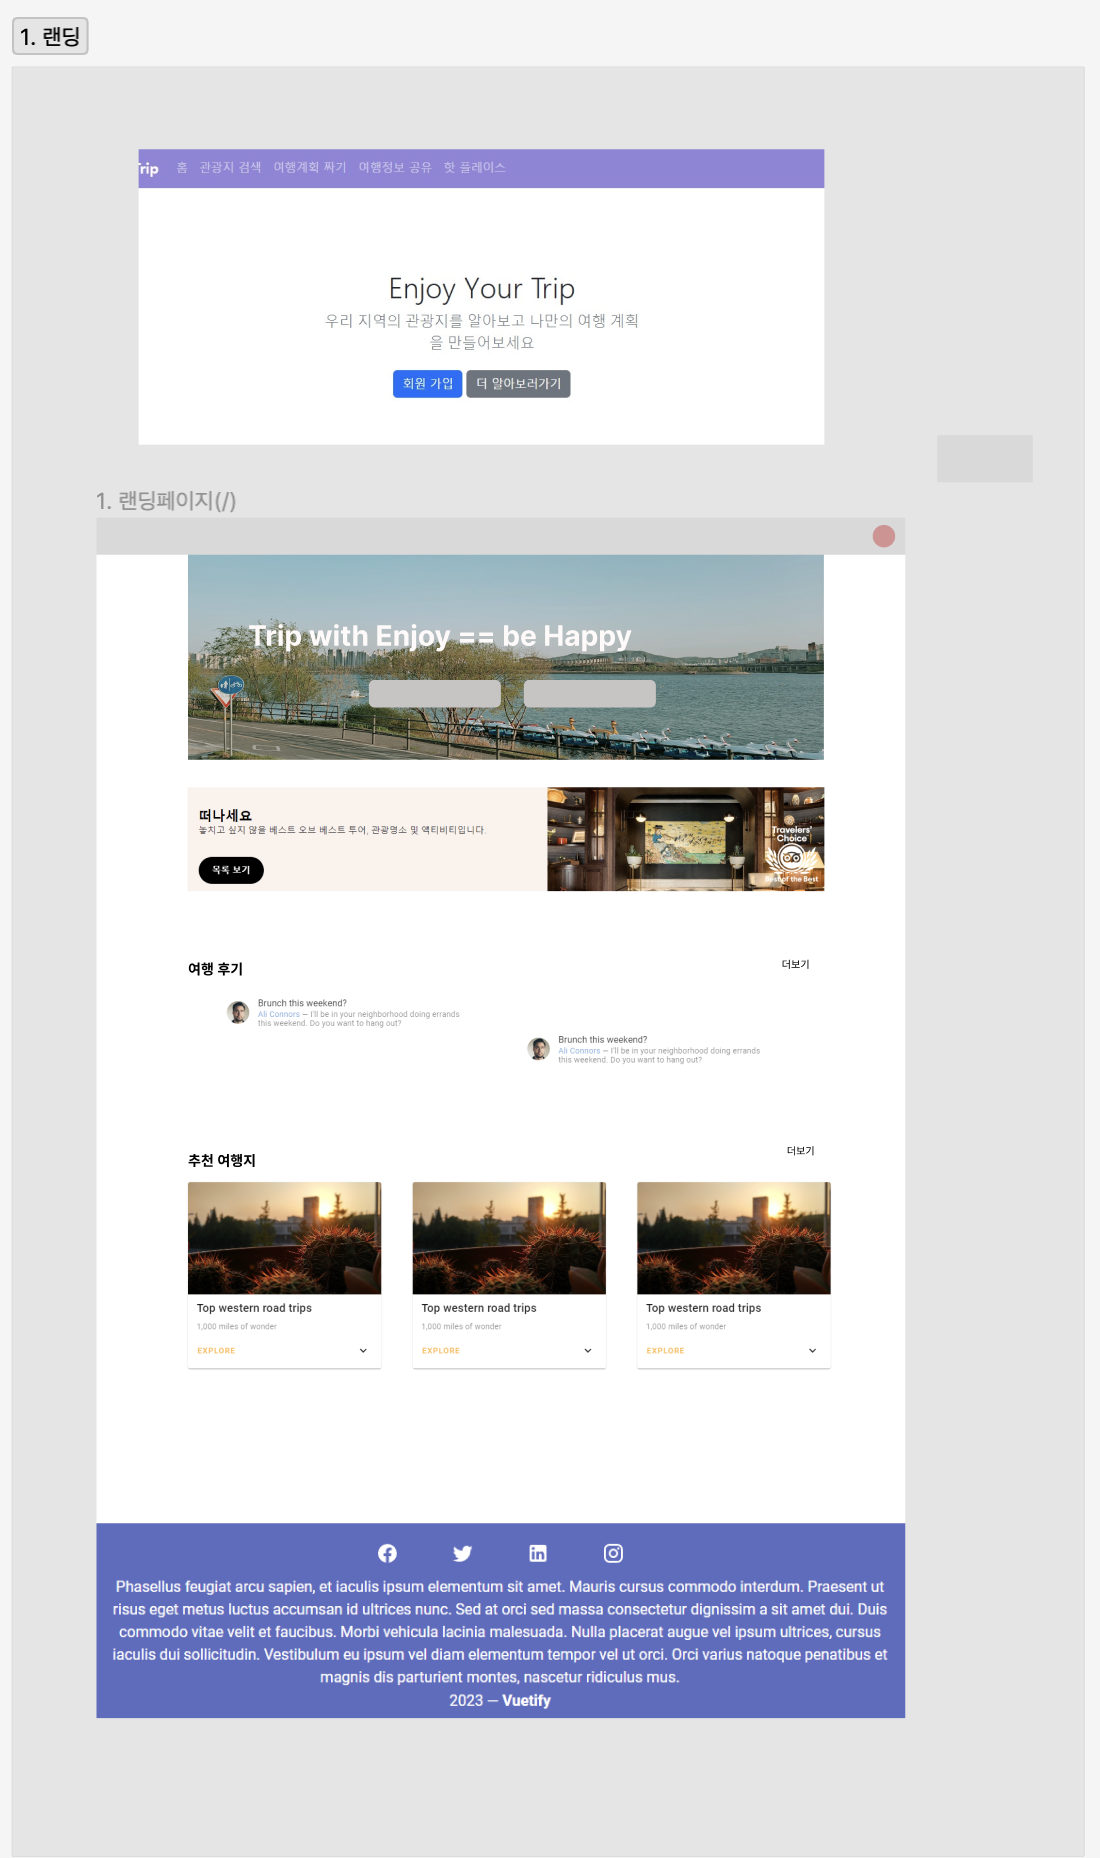 1. 랜딩
Trip 홈 관광지 검색 여행계획 짜기 여행정보 공유 핫 플레이스
Enjoy Your Trip
우리 지역의 관광지를 알아보고 나만의 여행 계획
을 만들어보세요
회원 가입 더 알아보러가기
1. 랜딩페이지(/)
Trip with Enjoy == be Happy
떠나세요
놓치고 싶지 않을 베스트 오브 베스트 투어, 관광명소 및 액티비티입니다.
목록 보기
Travelers'
Choice
Best of the Best
여행 후기 더보기
Brunch this weekend?
Ali Connors — I'll be in your neighborhood doing errands
this weekend. Do you want to hang out?
Brunch this weekend?
Ali Connors — I'll be in your neighborhood doing errands
this weekend. Do you want to hang out?
추천 여행지 더보기
Top western road trips
1,000 miles of wonder
EXPLORE
Top western road trips
1,000 miles of wonder
EXPLORE
Top western road trips
1,000 miles of wonder
EXPLORE
Phasellus feugiat arcu sapien, et iaculis ipsum elementum sit amet. Mauris cursus commodo interdum. Praesent ut
risus eget metus luctus accumsan id ultrices nunc. Sed at orci sed massa consectetur dignissim a sit amet dui. Duis
commodo vitae velit et faucibus. Morbi vehicula lacinia malesuada. Nulla placerat augue vel ipsum ultrices, cursus
iaculis dui sollicitudin. Vestibulum eu ipsum vel diam elementum tempor vel ut orci. Orci varius natoque penatibus et
magnis dis parturient montes, nascetur ridiculus mus.
2023 — Vuetify